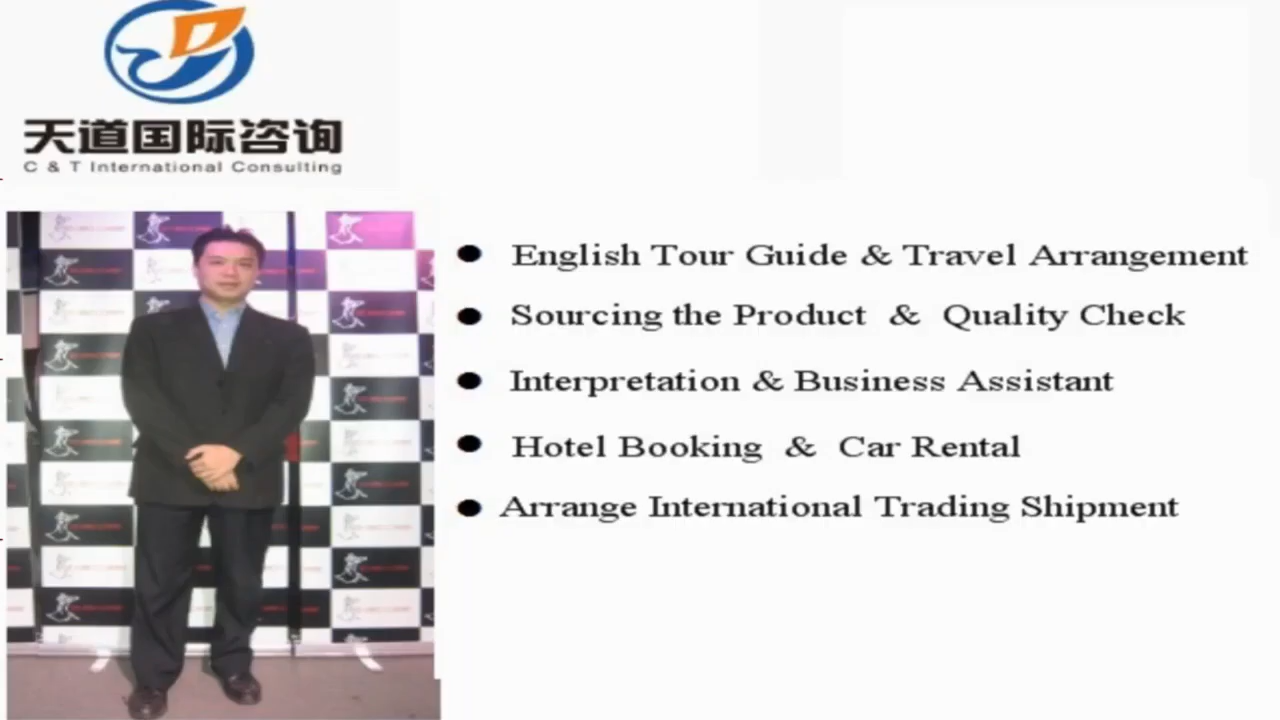 天道国际咨询
C & T International Consulting
English Tour Guide & Travel Arrangement
Sourcing the Product & Quality Check
Interpretation & Business Assistant
Hotel Booking & Car Rental
Arrange International Trading Shipment